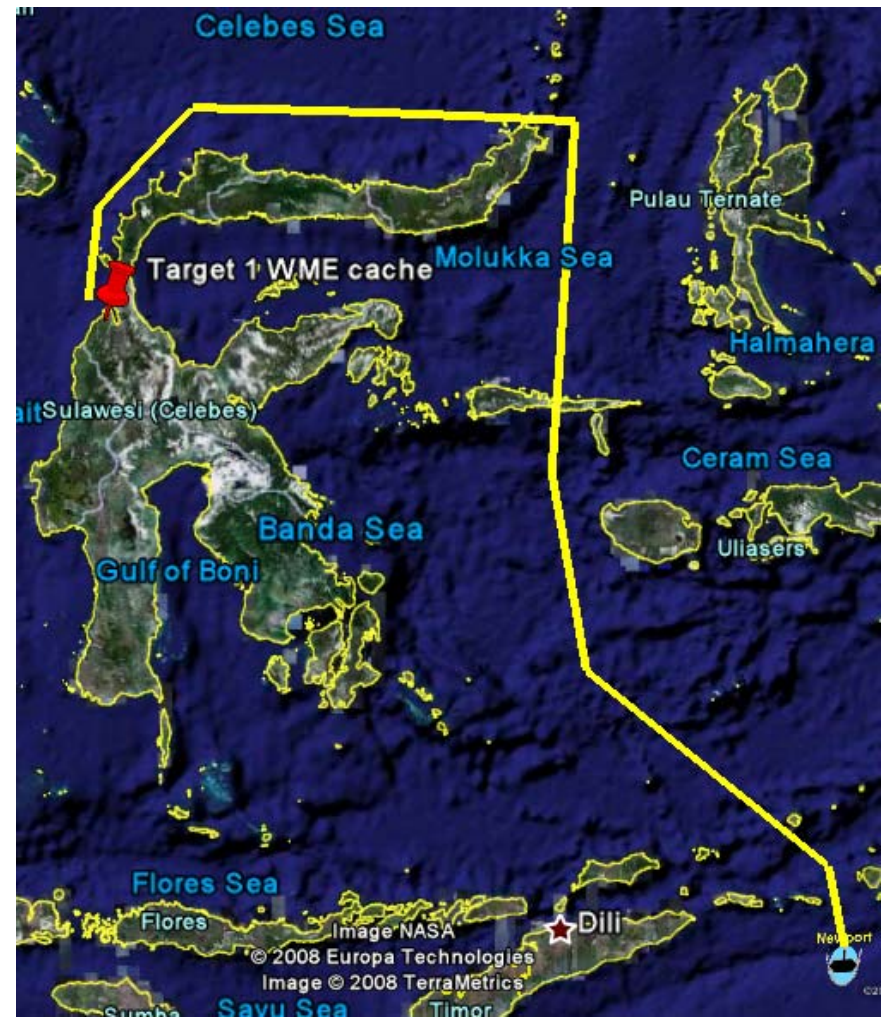 Celebes Sea
Pulau Ternate
Target 1 WME cache
Molukka Sea
Halmahera
ait
Sulawesi (Celebes)
Ceram Sea
Banda Sea
Uliasers
Gulf of Boni
Flores Sea
Flores
Dili
Newport
Image NASA
© 2008 Europa Technologies
Image © 2008 TerraMetrics
Sumba
Savu Sea
Timor